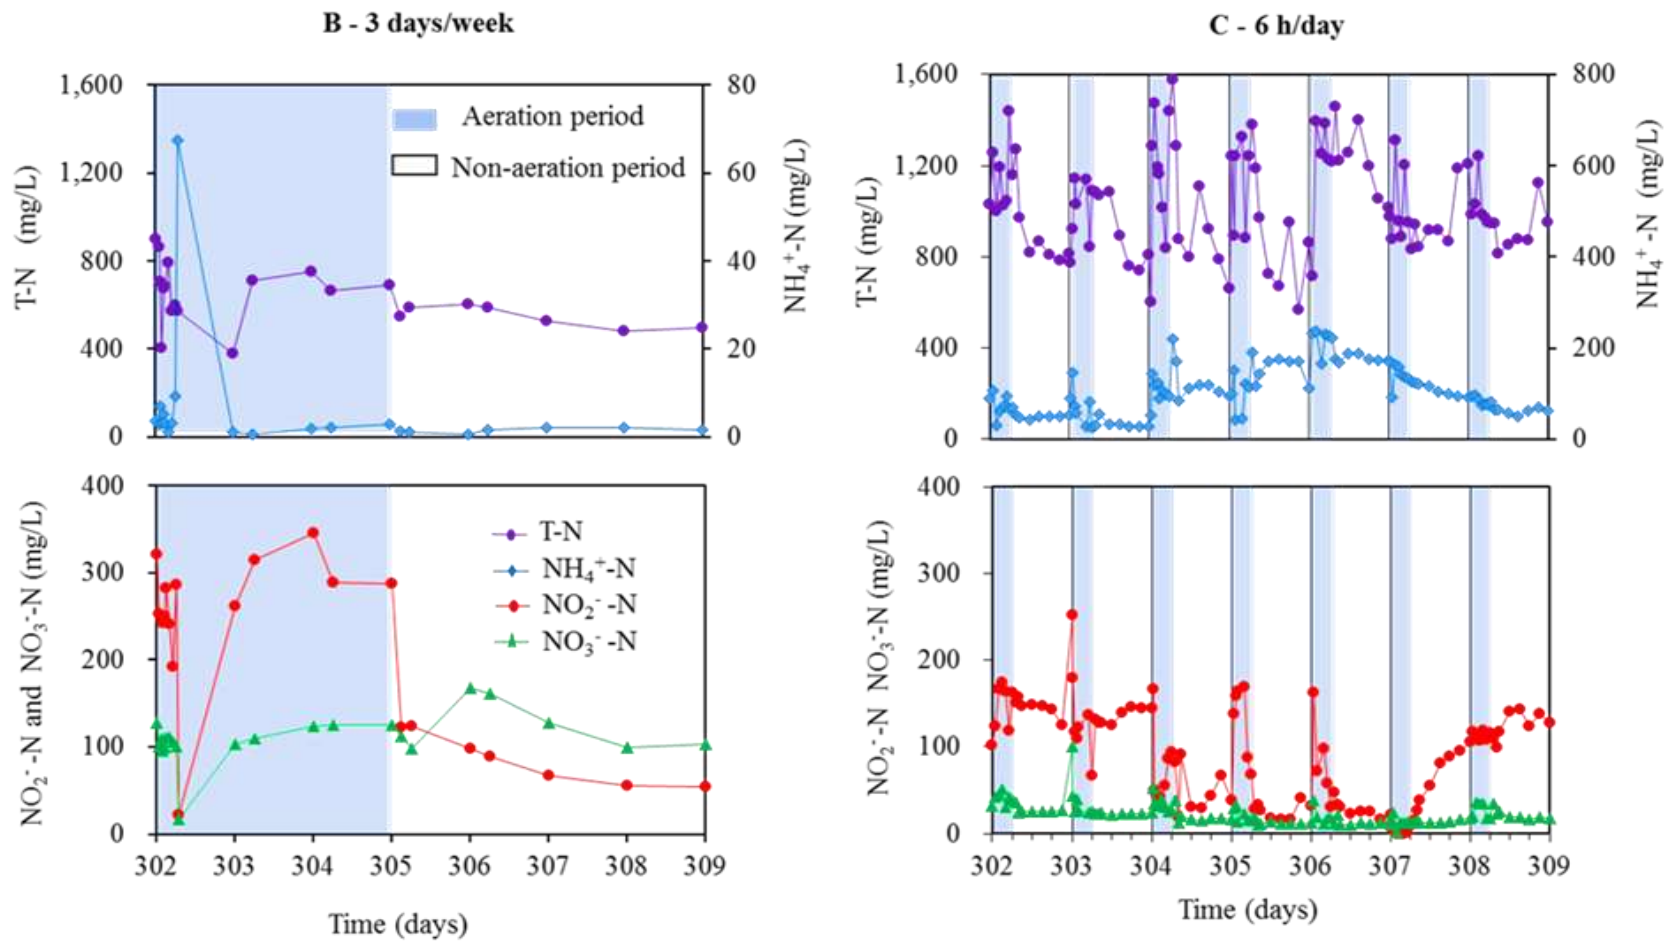 B - 3 days/week
C - 6 h/day
1,600
1,200
800
400
0
T-N (mg/L)
80
60
40
20
0
NH₄⁺-N (mg/L)
Aeration period
Non-aeration period
1,600
1,200
800
400
0
T-N (mg/L)
800
600
400
200
0
NH₄⁺-N (mg/L)
400
300
200
100
0
NO₂⁻-N and NO₃⁻-N (mg/L)
T-N
NH₄⁺-N
NO₂⁻-N
NO₃⁻-N
302 303 304 305 306 307 308 309
Time (days)
400
300
200
100
0
NO₂⁻-N NO₃⁻-N (mg/L)
302 303 304 305 306 307 308 309
Time (days)